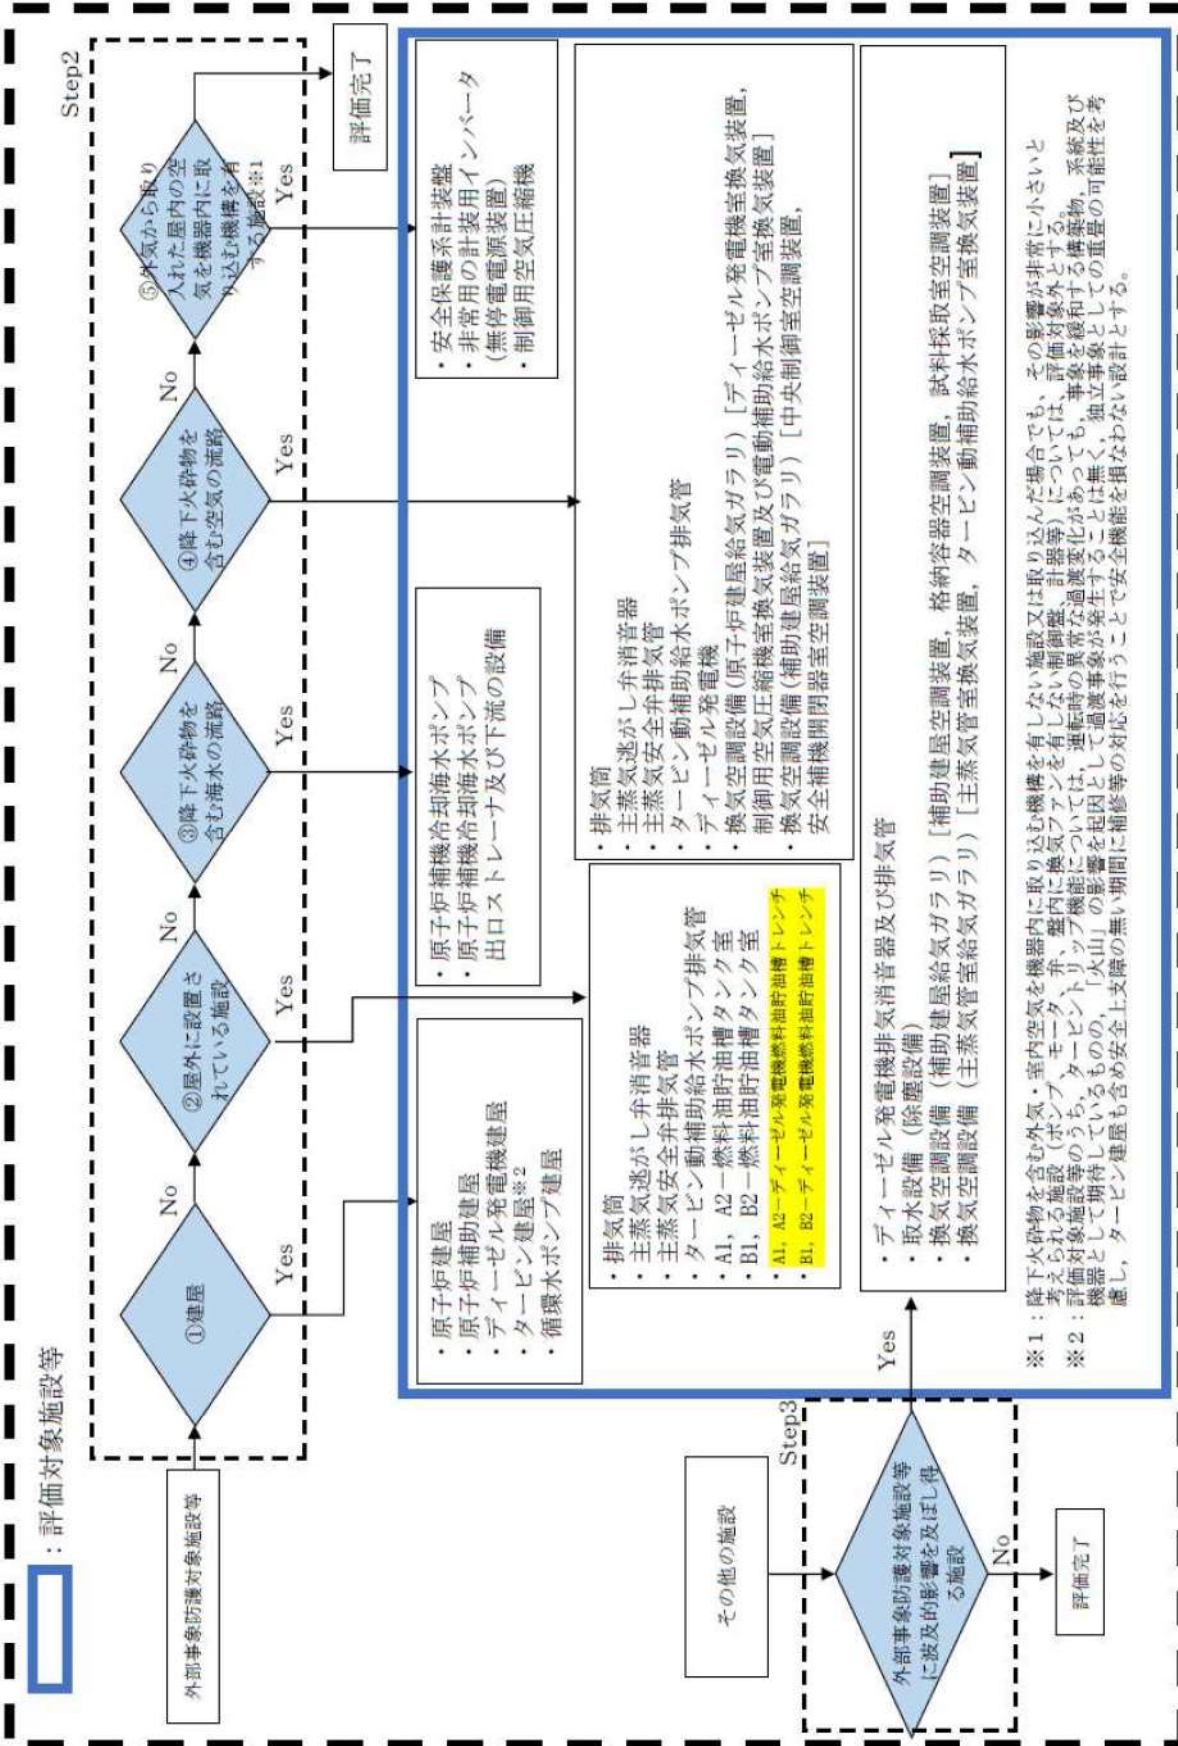 ：評価対象施設等
Step2
外部事象防護対象施設等
①建屋
No
Yes
②屋外に設置さ
れている施設
No
Yes
③降下火砕物を
含む海水の流路
No
Yes
④降下火砕物を
含む空気の流路
No
Yes
⑤外気から取り
入れた屋内の空
気を機器内に取
り込む機構を有
する施設※1
Yes
評価完了
・原子炉建屋
・原子炉補助建屋
・ディーゼル発電機建屋
・タービン建屋※2
・循環水ポンプ建屋
・原子炉補機冷却海水ポンプ
・原子炉補機冷却海水ポンプ
出口ストレーナ及び下流の設備
・安全保護系計装盤
・非常用の計装用インバータ
(無停電電源装置)
・制御用空気圧縮機
・排気筒
・主蒸気逃がし弁消音器
・主蒸気安全弁排気管
・タービン動補助給水ポンプ排気管
・A1，A2－燃料油貯油槽タンク室
・B1，B2－燃料油貯油槽タンク室
・A1，A2－ディーゼル発電機燃料油貯油槽トレンチ
・B1，B2－ディーゼル発電機燃料油貯油槽トレンチ
・排気筒
・主蒸気逃がし弁消音器
・主蒸気安全弁排気管
・タービン動補助給水ポンプ排気管
・ディーゼル発電機
・換気空調設備(原子炉建屋給気ガラリ)［ディーゼル発電機室換気装置，
制御用空気圧縮機室換気装置及び電動補助給水ポンプ室換気装置］
・換気空調設備(補助建屋給気ガラリ)［中央制御室空調装置，
安全補機開閉器室空調装置］
その他の施設
Step3
外部事象防護対象施設等
に波及的影響を及ぼし得
る施設
Yes
No
評価完了
・ディーゼル発電機排気消音器及び排気管
・取水設備（除塵設備）
・換気空調設備（補助建屋給気ガラリ）［補助建屋空調装置，格納容器空調装置，試料採取室空調装置］
・換気空調設備（主蒸気管室給気ガラリ）［主蒸気管室換気装置，タービン動補助給水ポンプ室換気装置］
※1：降下火砕物を含む外気・室内空気を機器内に取り込む機構を有しない施設又は取り込んだ場合でも、その影響が非常に小さいと
考えられる施設（ポンプ、モータ、弁、盤内に換気ファンを有しない制御盤、計器等）については、評価対象外とする。
※2：評価対象施設等のうち、タービントリップ機能については、運転時の異常な過渡変化があっても、事象を緩和する構築物，系統及び
機器として期待しているものの，「火山」の影響を起因として過渡事象が発生することは無く，独立事象としての重畳の可能性を考
慮し，タービン建屋も含め安全上支障の無い期間に補修等の対応を行うことで安全機能を損なわない設計とする。